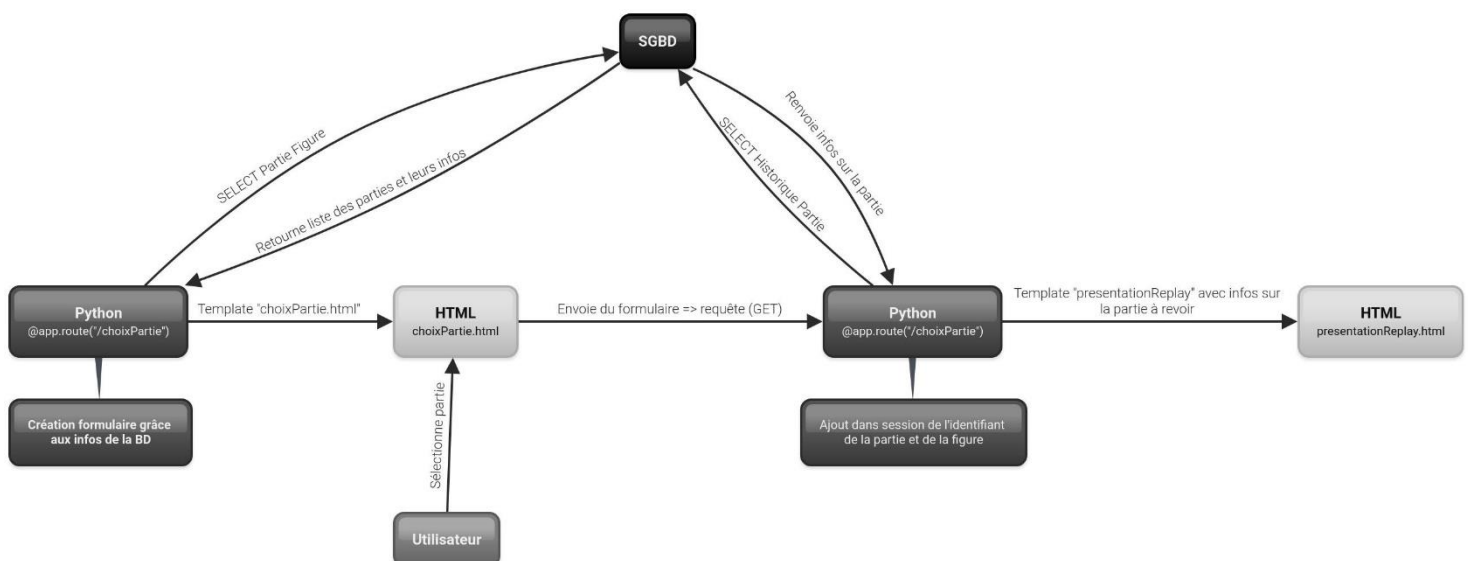 SGBD
SELECT Partie Figure
Retourne liste des parties et leurs infos
SELECT Historique Partie
Renvoie infos sur la partie
Python
@app.route("/choixPartie")
Template "choixPartie.html"
HTML
choixPartie.html
Envoie du formulaire => requête (GET)
Python
@app.route("/choixPartie")
Template "presentationReplay" avec infos sur
la partie à revoir
HTML
presentationReplay.html
Création formulaire grâce
aux infos de la BD
Sélectionne partie
Ajout dans session de l'identifiant
de la partie et de la figure
Utilisateur